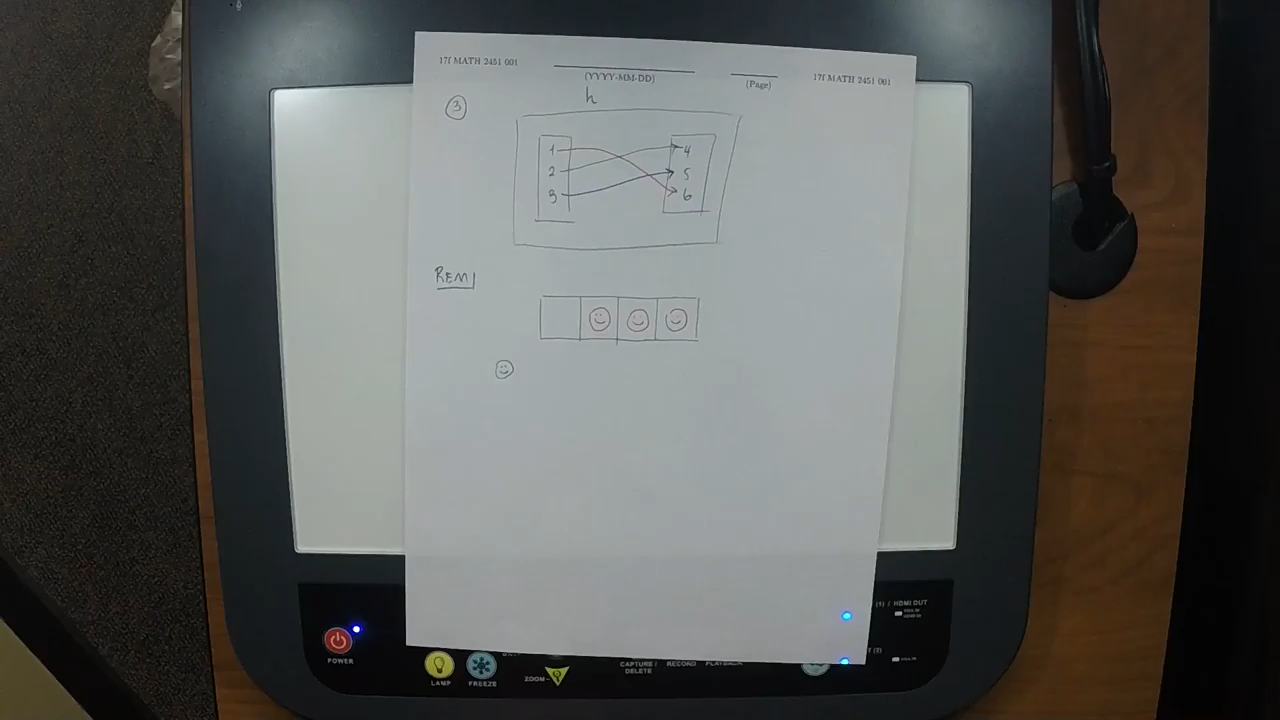 17f MATH 2451 001 (YYYY-MM-DD) (Page) 17f MATH 2451 001
h
3
1 4
2 5
3 6
REM
POWER
LAMP
FREEZE
ZOOM
CAPTURE / DELETE
RECORD
PLAYBACK
(1) / HDMI OUT